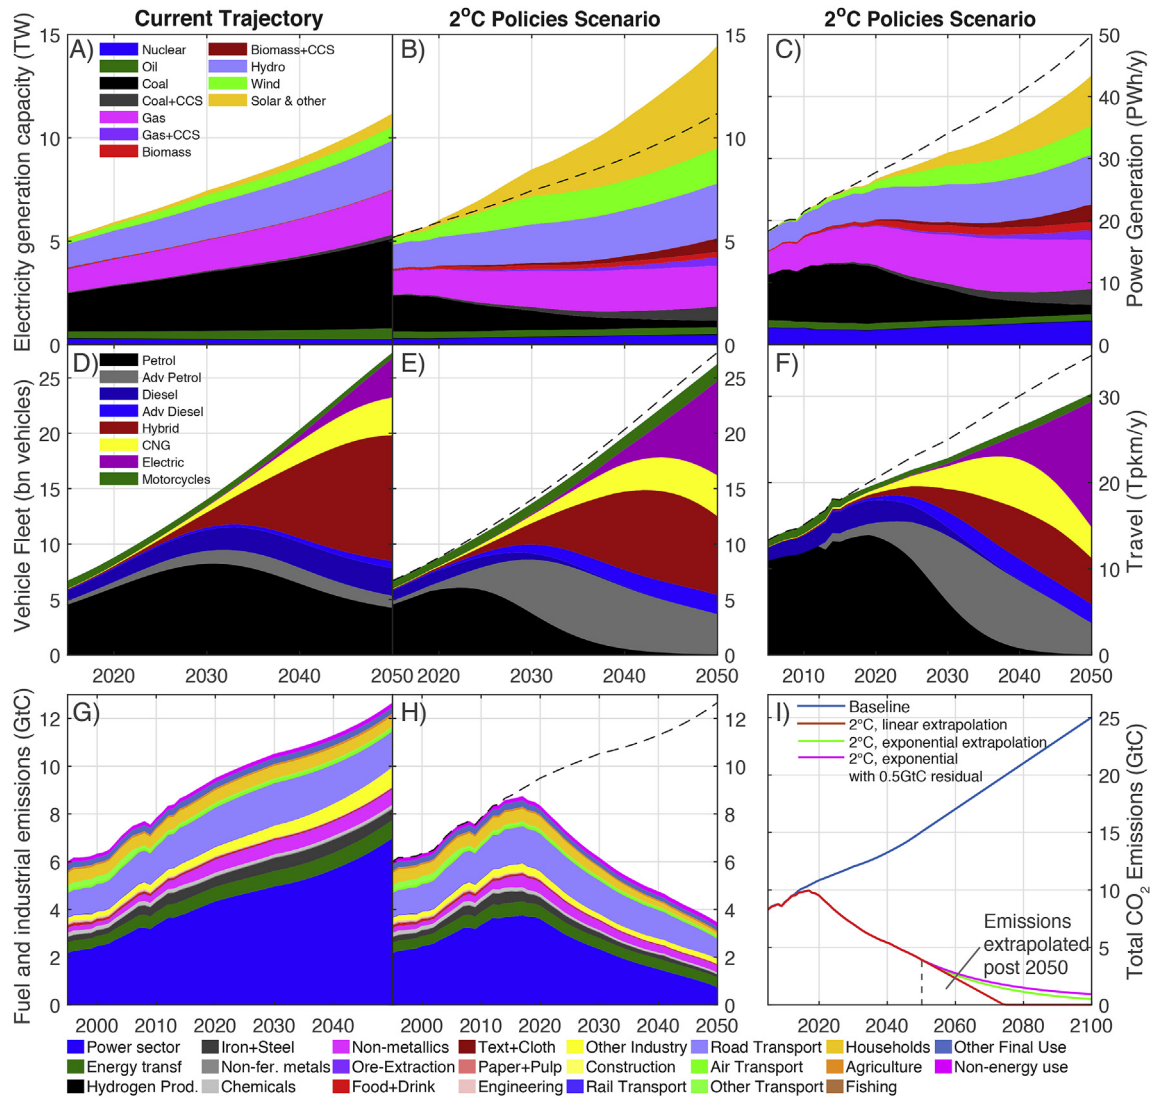 Current Trajectory
2°C Policies Scenario
2°C Policies Scenario
Electricity generation capacity (TW)
A)
Nuclear
Oil
Coal
Coal+CCS
Gas
Gas+CCS
Biomass
Biomass+CCS
Hydro
Wind
Solar & other
15
10
5
0
B)
15
10
5
0
C)
50
40
30
20
10
0
Power Generation (PWh/y)
Vehicle Fleet (bn vehicles)
D)
Petrol
Adv Petrol
Diesel
Adv Diesel
Hybrid
CNG
Electric
Motorcycles
25
20
15
10
5
0
2020
2030
2040
2050
E)
25
20
15
10
5
0
2020
2030
2040
2050
F)
30
20
10
0
2010
2020
2030
2040
2050
Travel (Tpkm/y)
Fuel and industrial emissions (GtC)
G)
12
10
8
6
4
2
0
2000
2010
2020
2030
2040
H)
12
10
8
6
4
2
0
2000
2010
2020
2030
2040
2050
I)
Baseline
2°C, linear extrapolation
2°C, exponential extrapolation
2°C, exponential
with 0.5GtC residual
Emissions
extrapolated
post 2050
25
20
15
10
5
0
2020
2040
2060
2080
2100
Total CO₂ Emissions (GtC)
Power sector
Iron+Steel
Non-metallics
Text+Cloth
Other Industry
Road Transport
Households
Other Final Use
Energy transf
Non-fer. metals
Ore-Extraction
Paper+Pulp
Construction
Air Transport
Agriculture
Non-energy use
Hydrogen Prod.
Chemicals
Food+Drink
Engineering
Rail Transport
Other Transport
Fishing